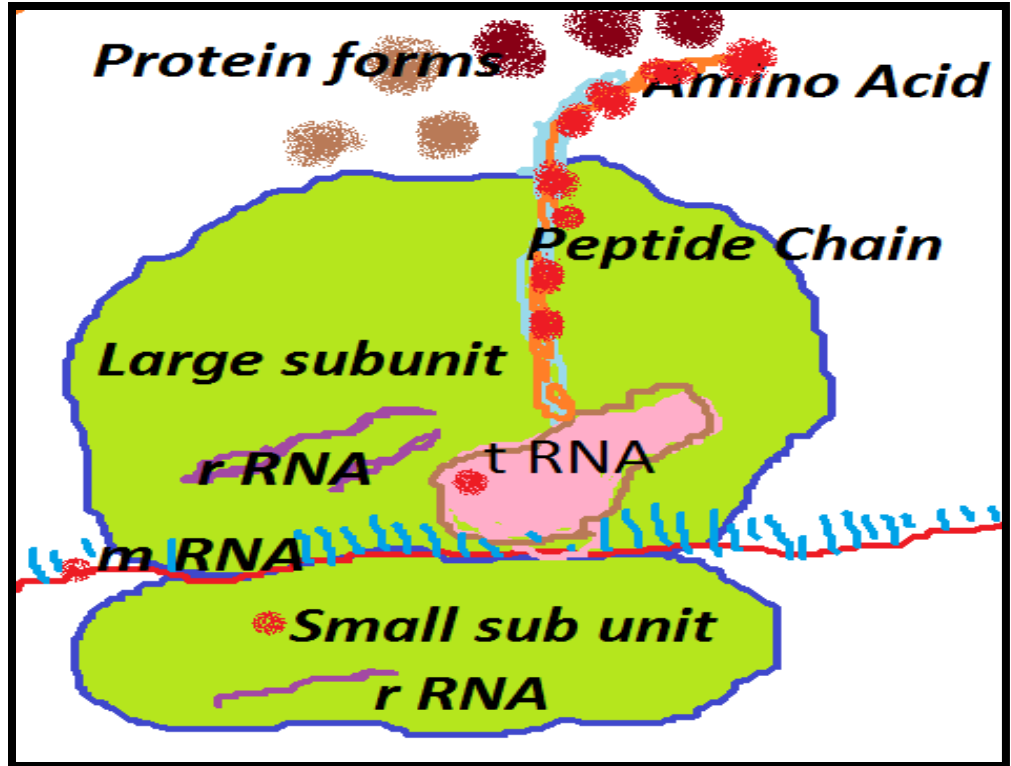 Protein forms
Amino Acid
Peptide Chain
Large subunit
t RNA
r RNA
m RNA
Small sub unit
r RNA